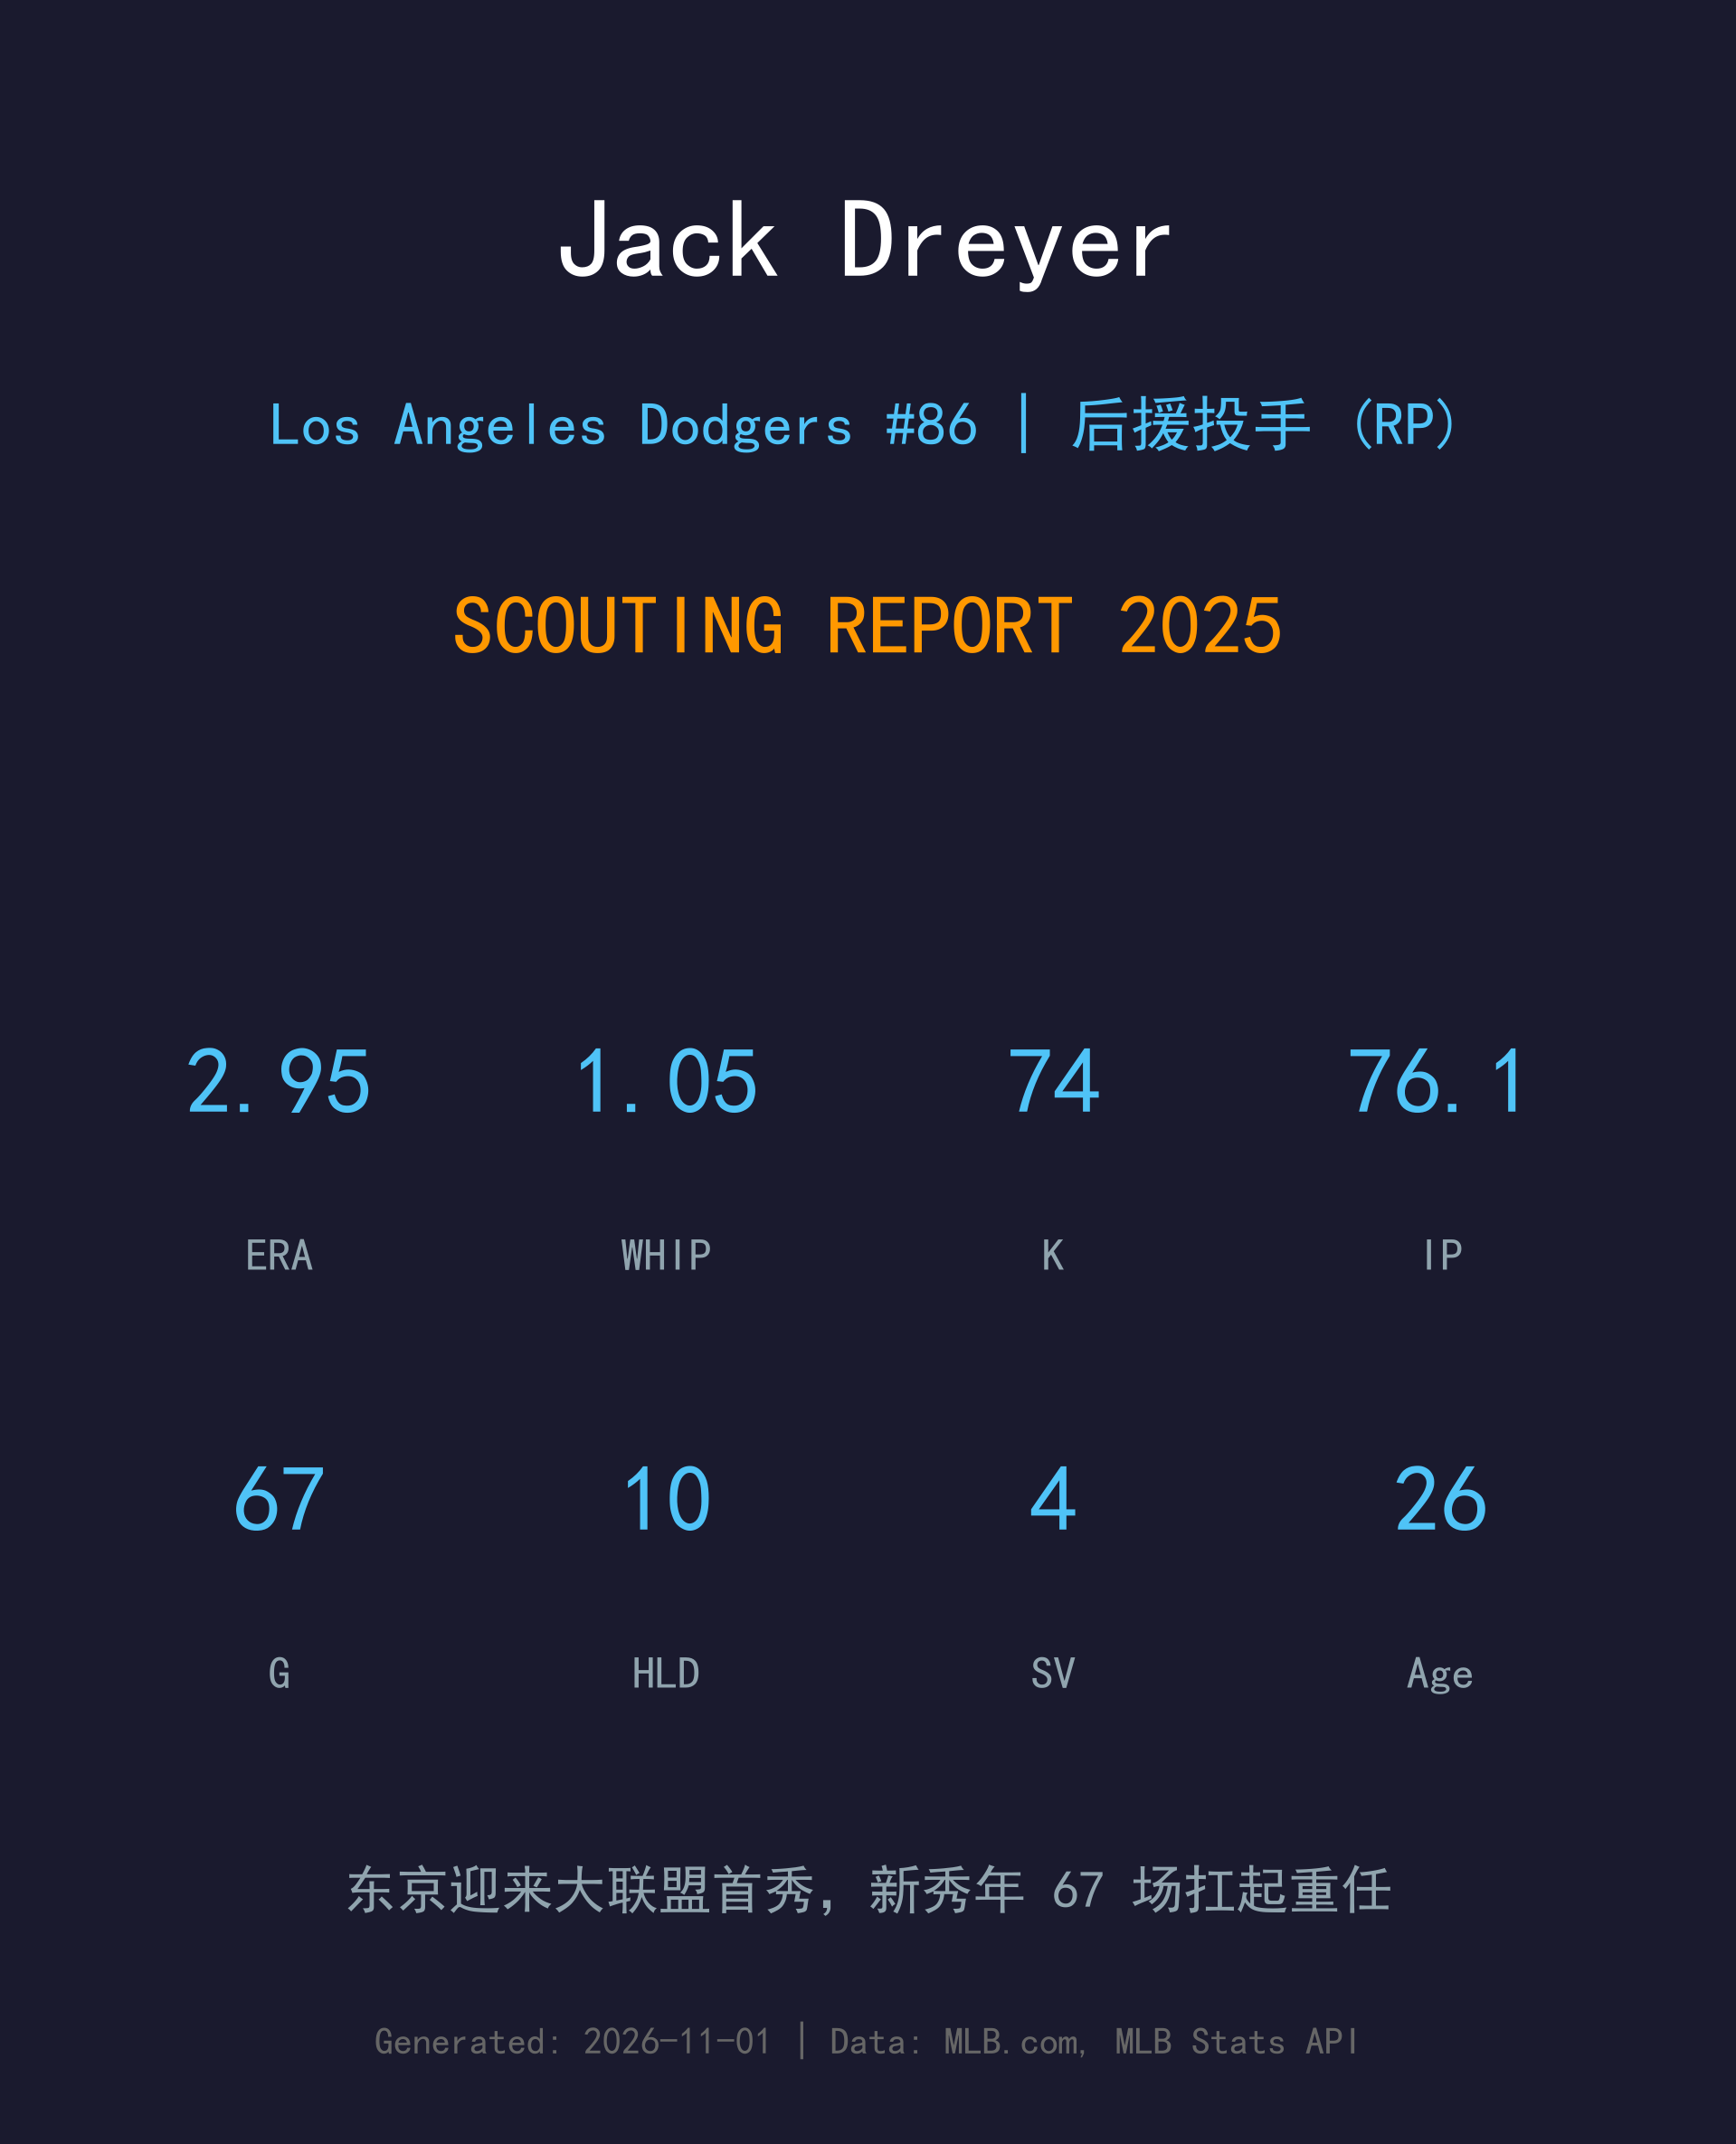 Jack Dreyer
Los Angeles Dodgers #86 | 后援投手 (RP)
SCOUTING REPORT 2025
2.95 1.05 74 76.1
ERA WHIP K IP
67 10 4 26
G HLD SV Age
东京迎来大联盟首秀, 新秀年 67 场扛起重任
Generated: 2026-11-01 | Data: MLB.com, MLB Stats API